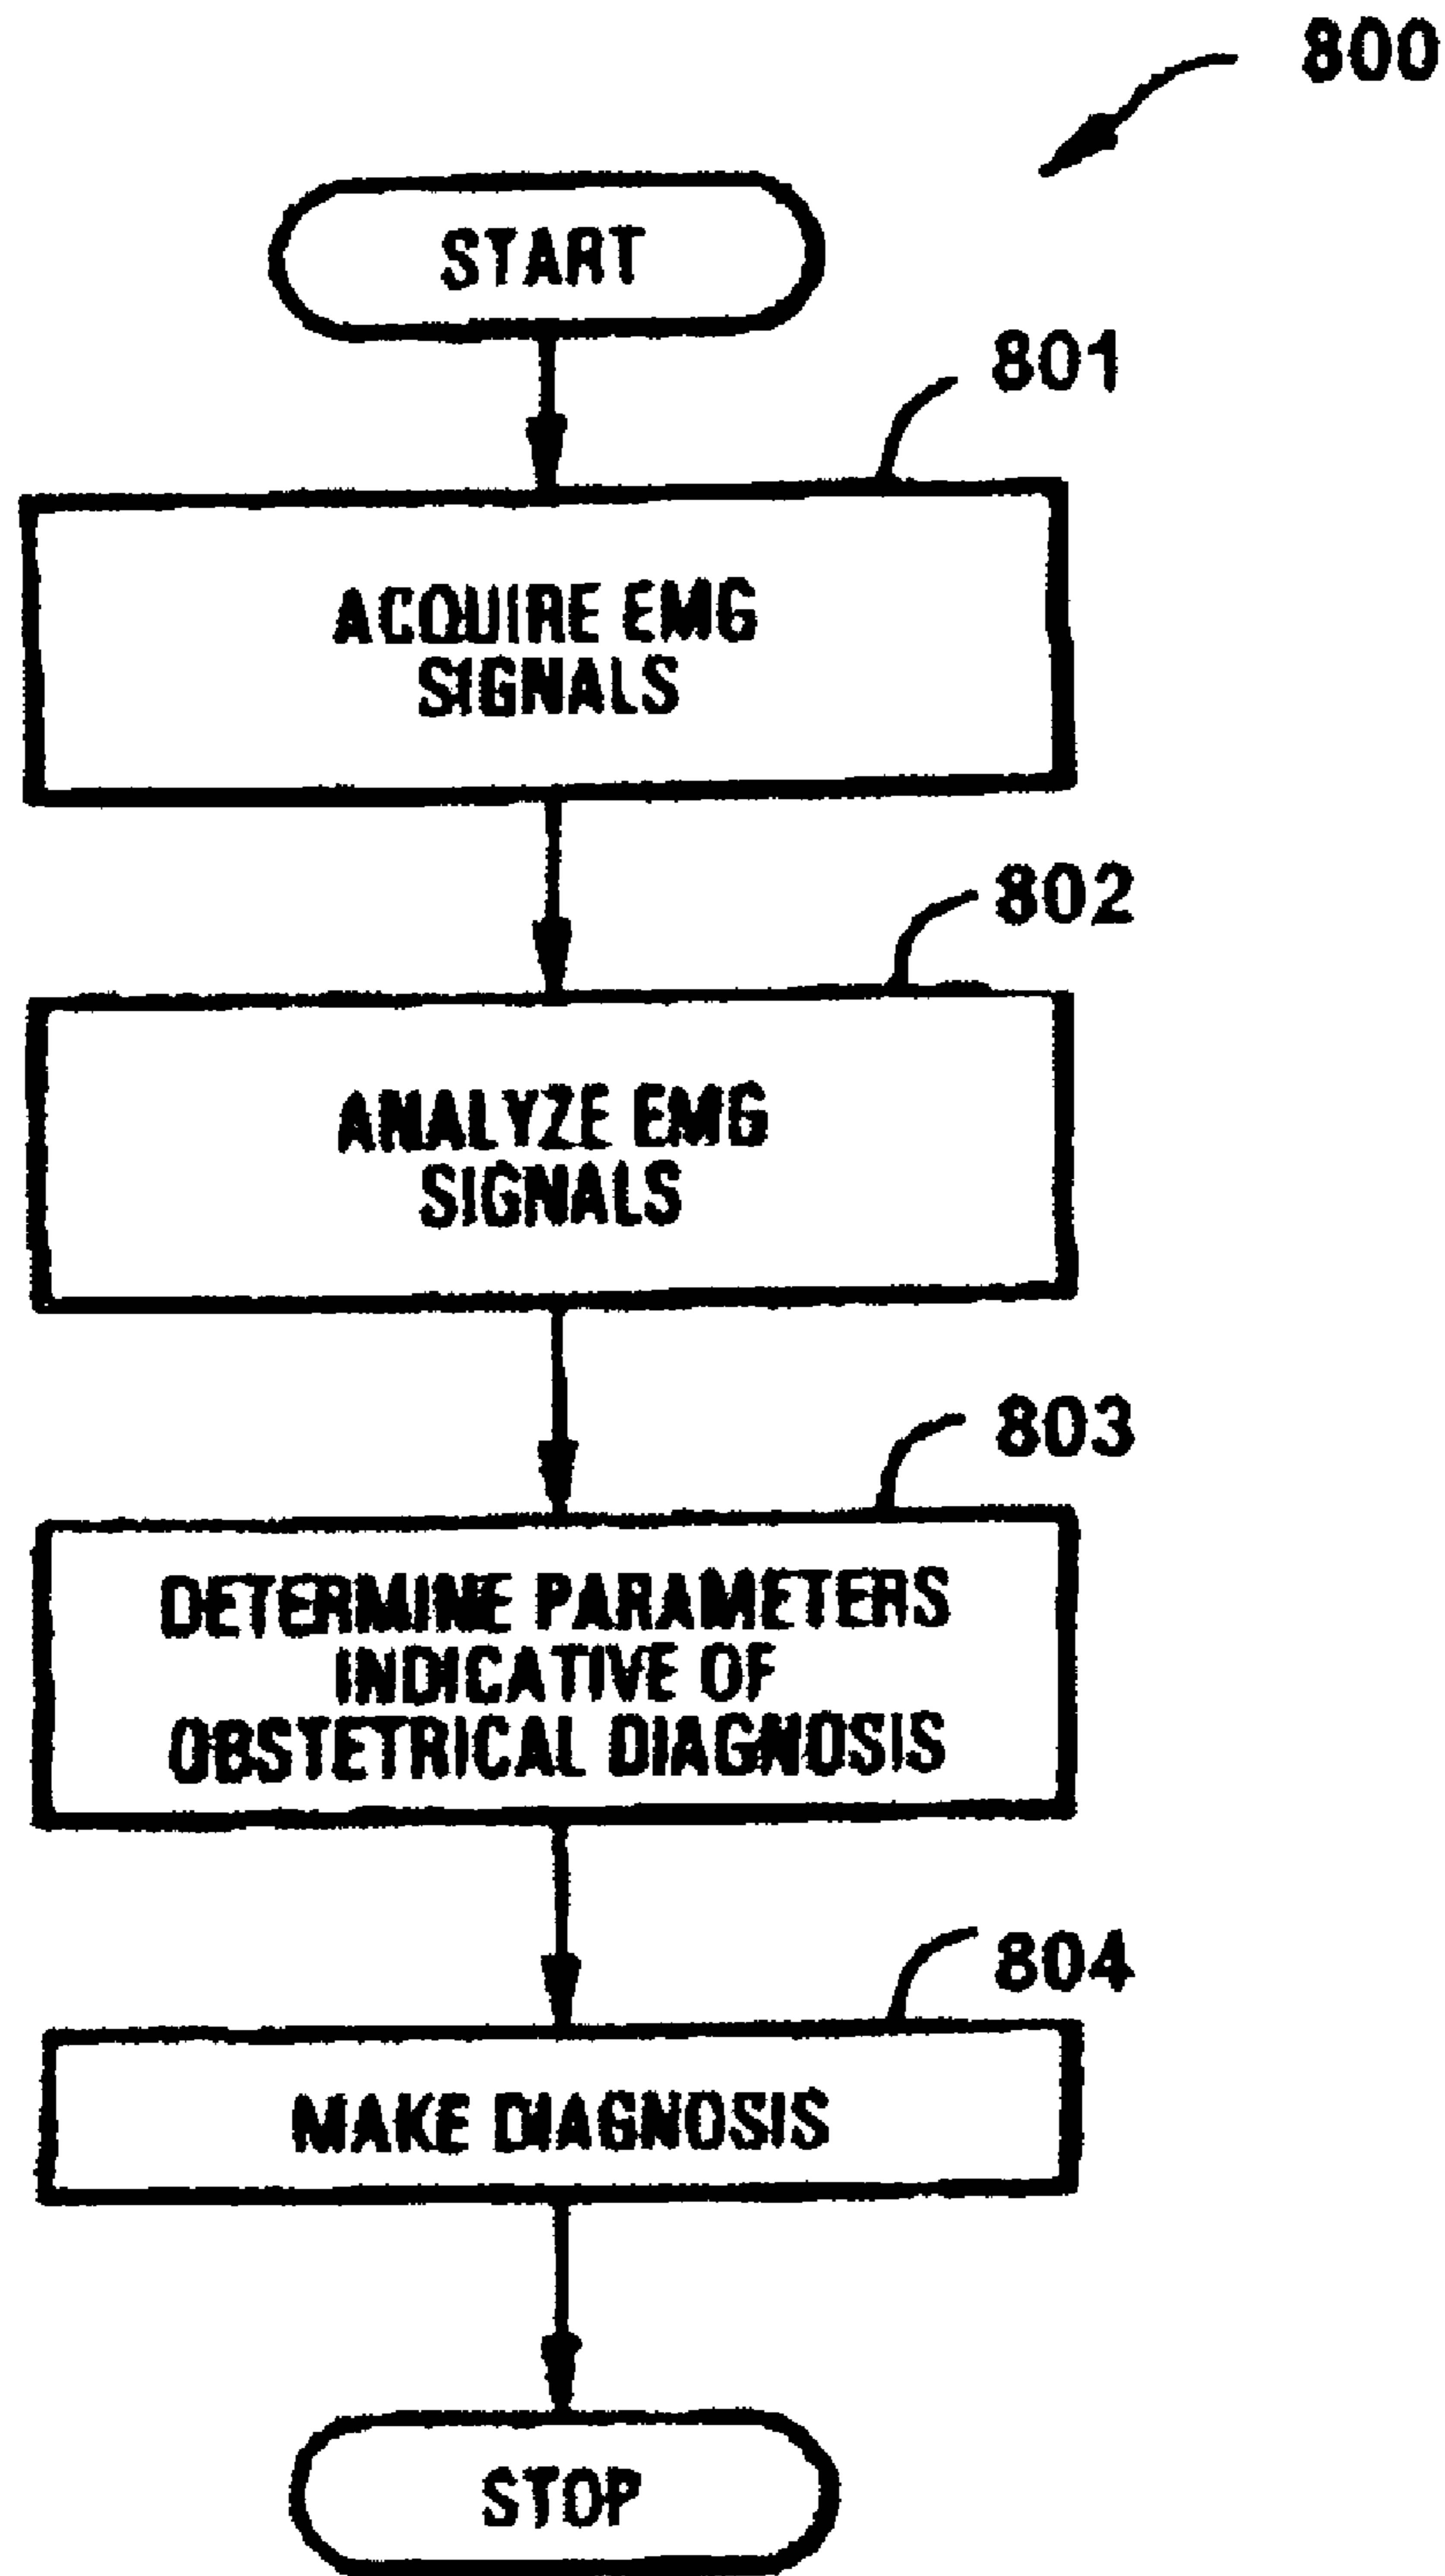 800
START
801
ACQUIRE EMG
SIGNALS
802
ANALYZE EMG
SIGNALS
803
DETERMINE PARAMETERS
INDICATIVE OF
OBSTETRICAL DIAGNOSIS
804
MAKE DIAGNOSIS
STOP